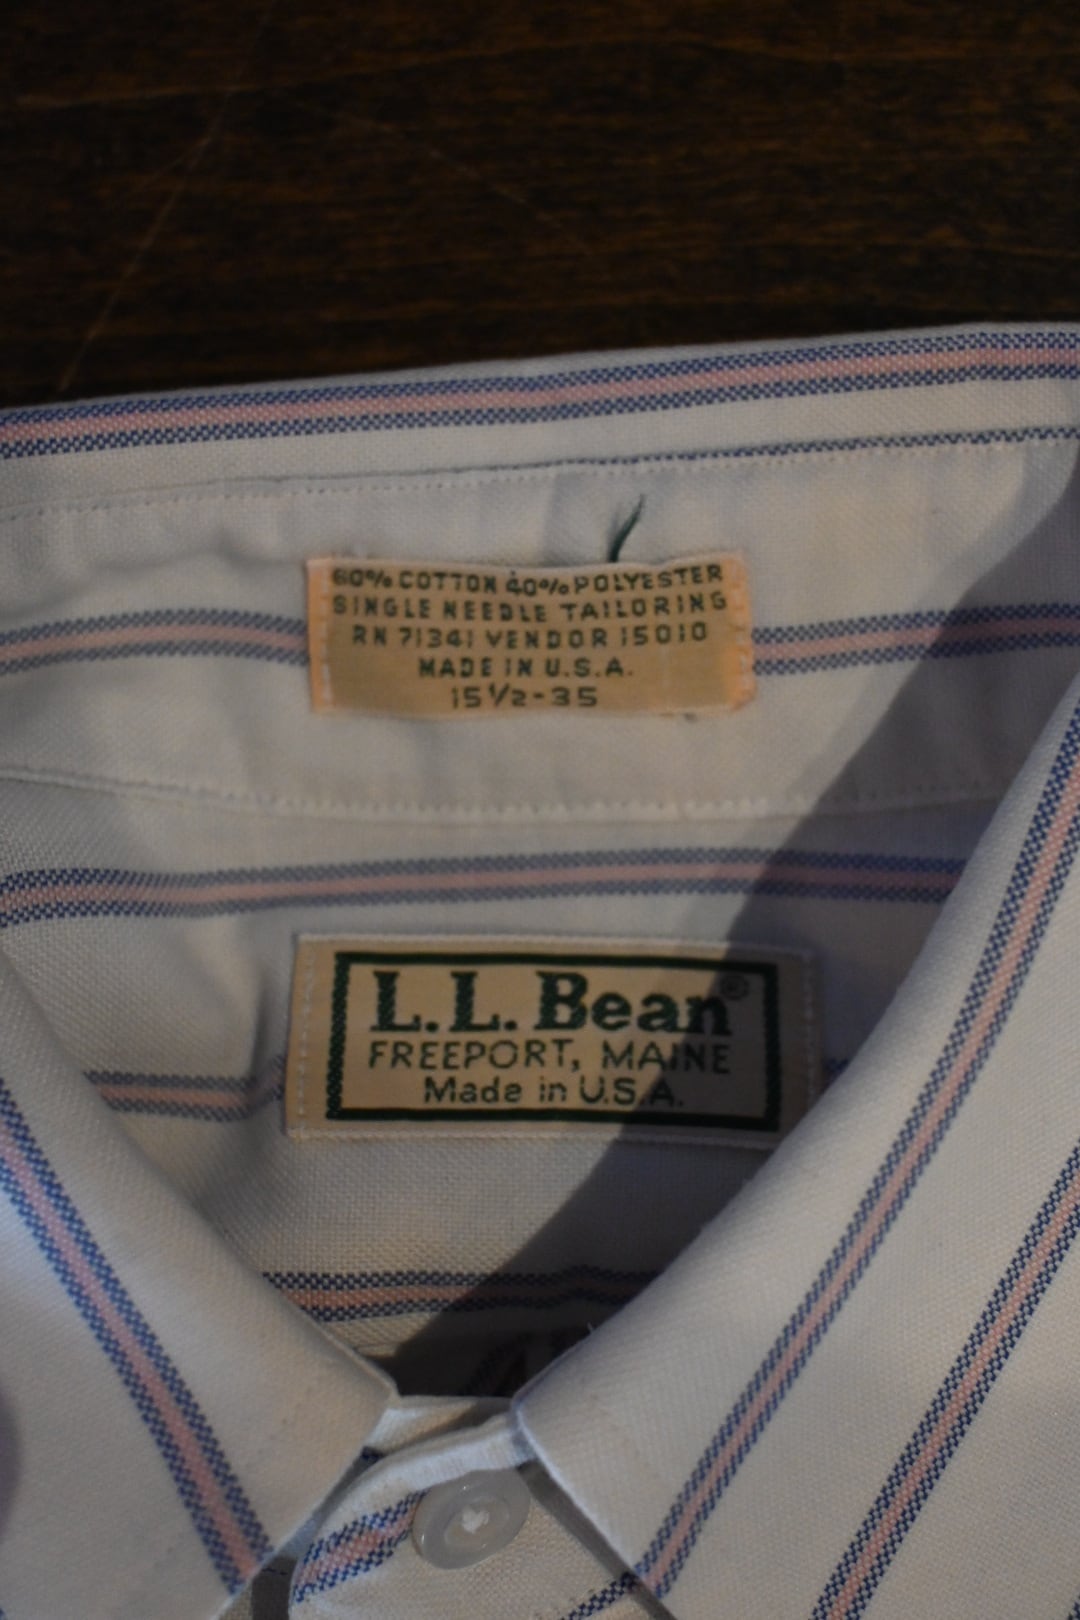 60% COTTON 40% POLYESTER
SINGLE NEEDLE TAILORING
RN 71341 VENDOR 15010
MADE IN U.S.A.
15 1/2-35
L.L.Bean®
FREEPORT, MAINE
Made in U.S.A.